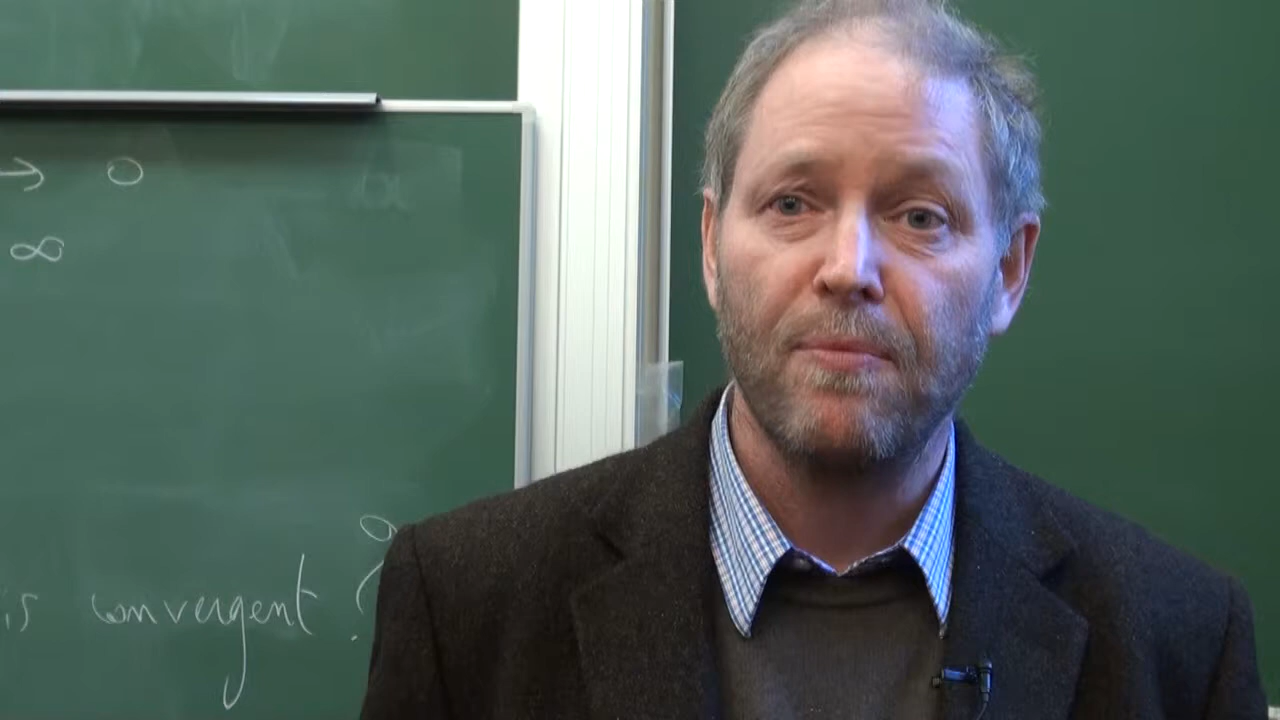 → 0
∞
is convergent?